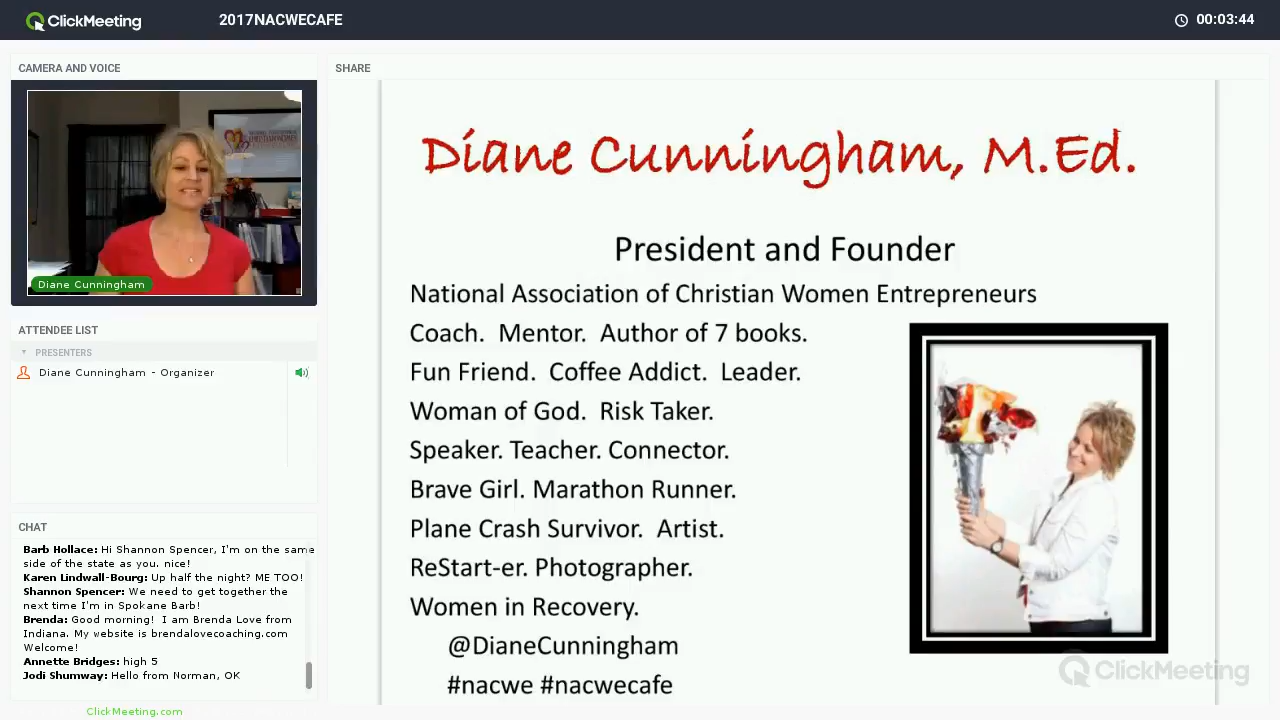 ClickMeeting
2017NACWECAFE
00:03:44
CAMERA AND VOICE
Diane Cunningham
ATTENDEE LIST
PRESENTERS
Diane Cunningham - Organizer
CHAT
Barb Hollace: Hi Shannon Spencer, I'm on the same
side of the state as you. nice!
Karen Lindwall-Bourg: Up half the night? ME TOO!
Shannon Spencer: We need to get together the
next time I'm in Spokane Barb!
Brenda: Good morning! I am Brenda Love from
Indiana. My website is brendalovecoaching.com
Welcome!
Annette Bridges: high 5
Jodi Shumway: Hello from Norman, OK
ClickMeeting.com
SHARE
Diane Cunningham, M.Ed.
President and Founder
National Association of Christian Women Entrepreneurs
Coach. Mentor. Author of 7 books.
Fun Friend. Coffee Addict. Leader.
Woman of God. Risk Taker.
Speaker. Teacher. Connector.
Brave Girl. Marathon Runner.
Plane Crash Survivor. Artist.
ReStart-er. Photographer.
Women in Recovery.
@DianeCunningham
#nacwe #nacwecafe
ClickMeeting